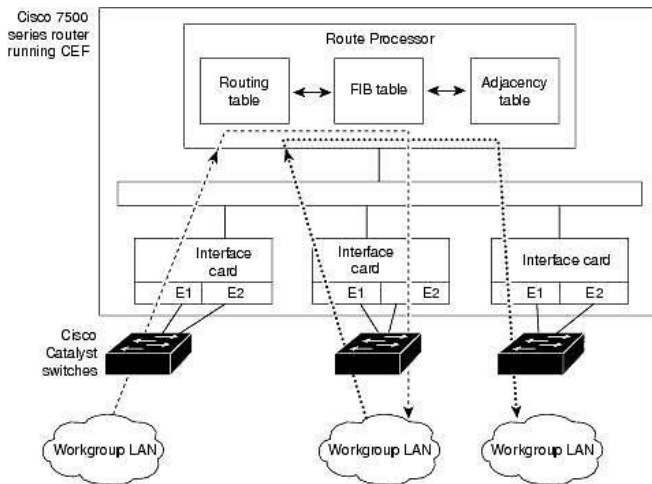 Cisco 7500
series router
running CEF
Route Processor
Routing
table
FIB table
Adjacency
table
Interface
card
E1
E2
Interface
card
E1
E2
Interface card
E1
E2
Cisco
Catalyst
switches
Workgroup LAN
Workgroup LAN
Workgroup LAN